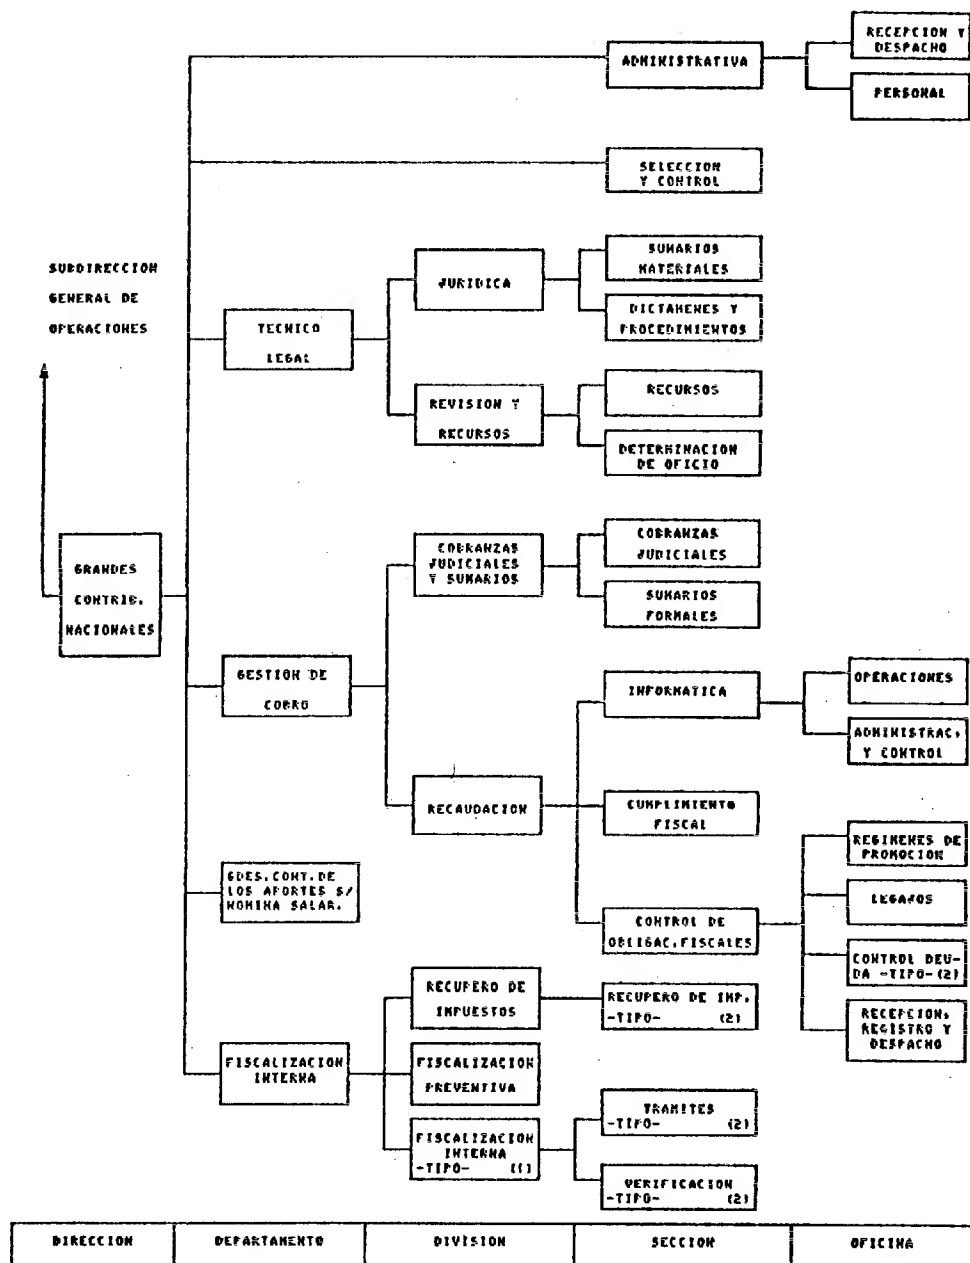 RECEPCION Y
DESPACHO
ADMINISTRATIVA
PERSONAL
SELECCION
Y CONTROL
SUBDIRECCION
GENERAL DE
OPERACIONES
SUMARIOS
MATERIALES
JURIDICA
DICTAMENES Y
PROCEDIMIENTOS
TECNICO
LEGAL
REVISION Y
RECURSOS
RECURSOS
DETERMINACION
DE OFICIO
GRANDES
CONTRIB.
NACIONALES
COBRANZAS
JUDICIALES
Y SUMARIOS
COBRANZAS
JUDICIALES
SUMARIOS
FORMALES
GESTION DE
COBRO
INFORMATICA
OPERACIONES
ADMINISTRAC.
Y CONTROL
RECAUDACION
CUMPLIMIENTO
FISCAL
REGIMENES DE
PROMOCION
GDES.CONT.DE
LOS APORTES S/
NOMINA SALAR.
LEGAJOS
CONTROL DE
OBLIGAC.FISCALES
CONTROL DEU-
DA -TIPO-(2)
RECUPERO DE
IMPUESTOS
RECUPERO DE IMP.
-TIPO- (2)
RECEPCION,
REGISTRO Y
DESPACHO
FISCALIZACION
INTERNA
FISCALIZACION
PREVENTIVA
FISCALIZACION
INTERNA
-TIPO-
TRAMITES
-TIPO- (2)
VERIFICACION
-TIPO- (2)
DIRECCION DEPARTAMENTO DIVISION SECCION OFICINA